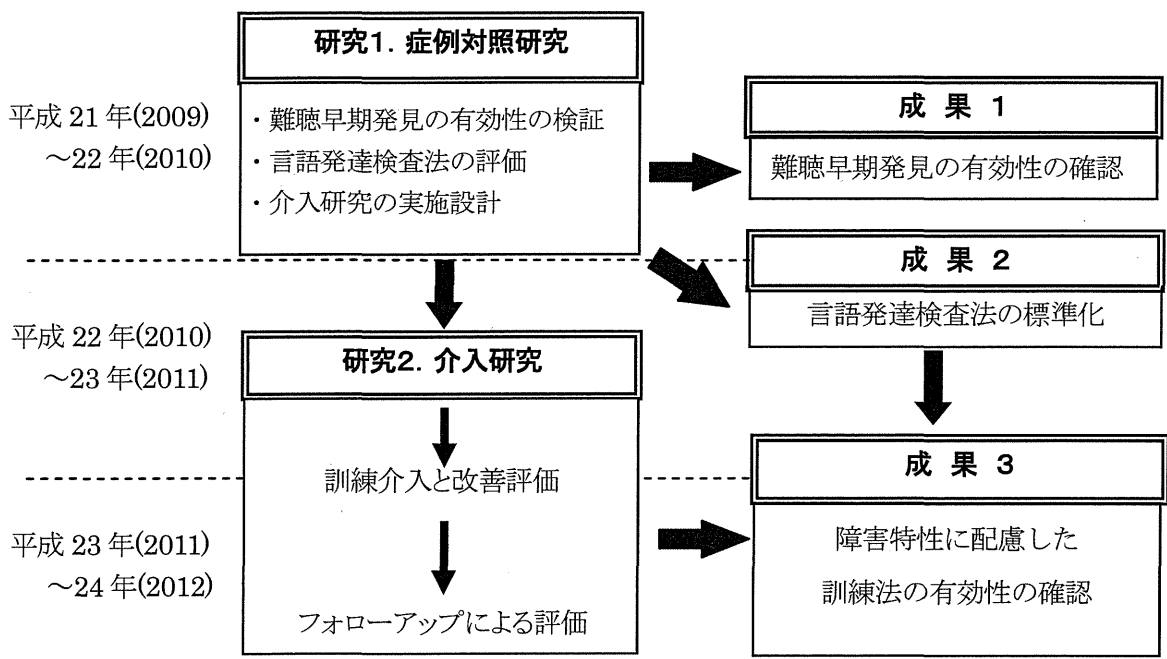 研究1. 症例対照研究
平成 21 年(2009)
~22 年(2010)
・難聴早期発見の有効性の検証
・言語発達検査法の評価
・介入研究の実施設計
成 果 1
難聴早期発見の有効性の確認
成 果 2
言語発達検査法の標準化
平成 22 年(2010)
~23 年(2011)
研究2. 介入研究
訓練介入と改善評価
平成 23 年(2011)
~24 年(2012)
フォローアップによる評価
成 果 3
障害特性に配慮した
訓練法の有効性の確認